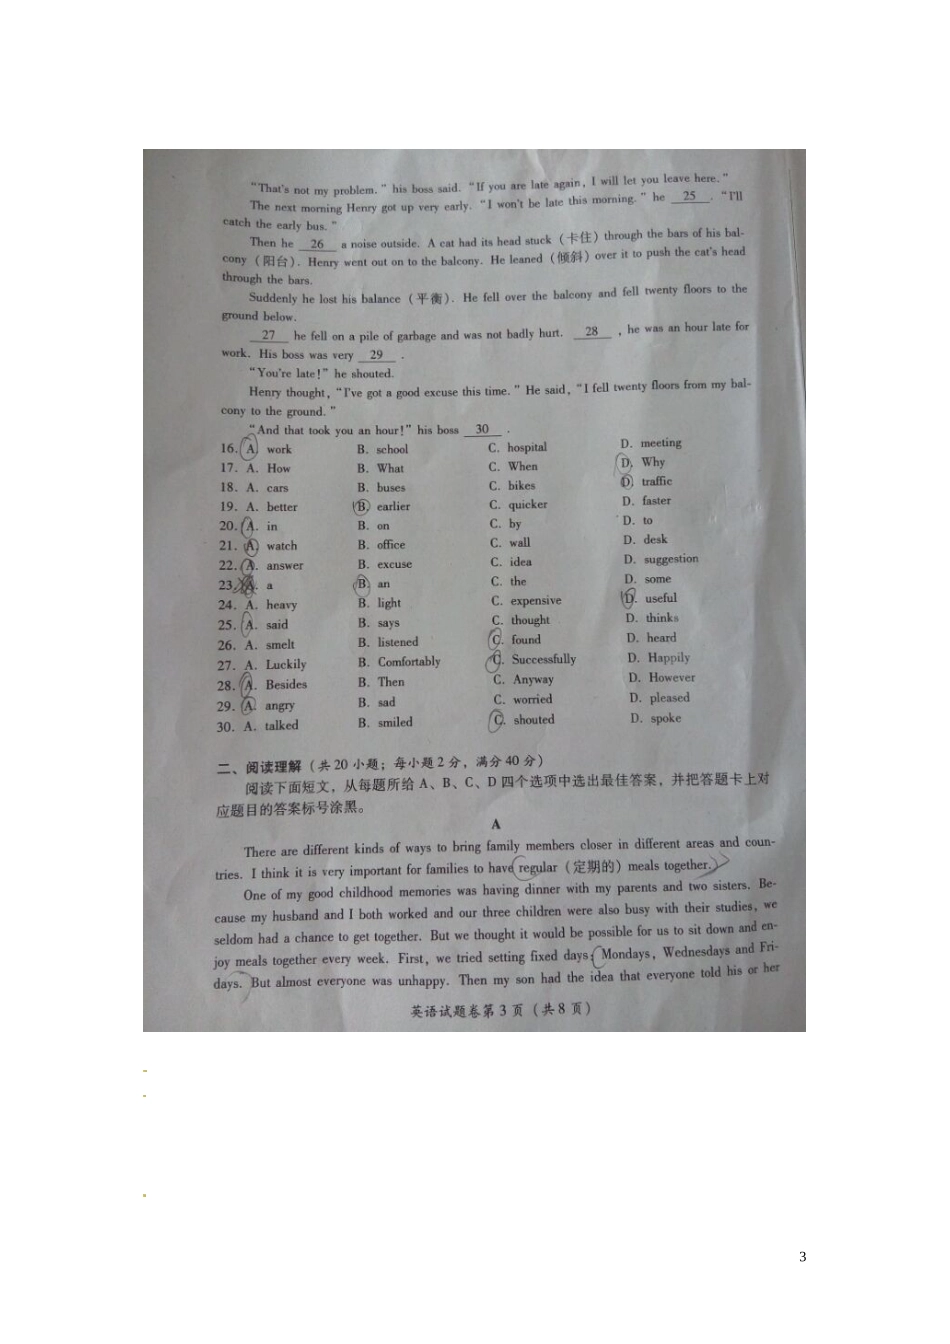 "That's not my problem." his boss said. "If you are late again, I will let you leave here."
The next morning Henry got up very early. "I won't be late this morning." he 25 . "I'll
catch the early bus."
Then he 26 a noise outside. A cat had its head stuck (卡住) through the bars of his bal-
cony (阳台). Henry went out on to the balcony. He leaned (倾斜) over it to push the cat's head
through the bars.
Suddenly he lost his balance (平衡). He fell over the balcony and fell twenty floors to the
ground below.
27 he fell on a pile of garbage and was not badly hurt. 28 , he was an hour late for
work. His boss was very 29 .
"You're late!" he shouted.
Henry thought, "I've got a good excuse this time." He said, "I fell twenty floors from my bal-
cony to the ground."
"And that took you an hour!" his boss 30 .
16. A. work B. school C. hospital D. meeting
17. A. How B. What C. When D. Why
18. A. cars B. buses C. bikes D. traffic
19. A. better B. earlier C. quicker D. faster
20. A. in B. on C. by D. to
21. A. watch B. office C. wall D. desk
22. A. answer B. excuse C. idea D. suggestion
23. A. a B. an C. the D. some
24. A. heavy B. light C. expensive D. useful
25. A. said B. says C. thought D. thinks
26. A. smelt B. listened C. found D. heard
27. A. Luckily B. Comfortably C. Successfully D. Happily
28. A. Besides B. Then C. Anyway D. However
29. A. angry B. sad C. worried D. pleased
30. A. talked B. smiled C. shouted D. spoke
二、阅读理解 (共 20 小题; 每小题 2 分, 满分 40 分)
阅读下面短文, 从每题所给 A、B、C、D 四个选项中选出最佳答案, 并把答题卡上对
应题目的答案标号涂黑。
A
There are different kinds of ways to bring family members closer in different areas and coun-
tries. I think it is very important for families to have regular (定期的) meals together.
One of my good childhood memories was having dinner with my parents and two sisters. Be-
cause my husband and I both worked and our three children were also busy with their studies, we
seldom had a chance to get together. But we thought it would be possible for us to sit down and en-
joy meals together every week. First, we tried setting fixed days: Mondays, Wednesdays and Fri-
days. But almost everyone was unhappy. Then my son had the idea that everyone told his or her
英语试题卷第 3 页 (共 8 页)
3